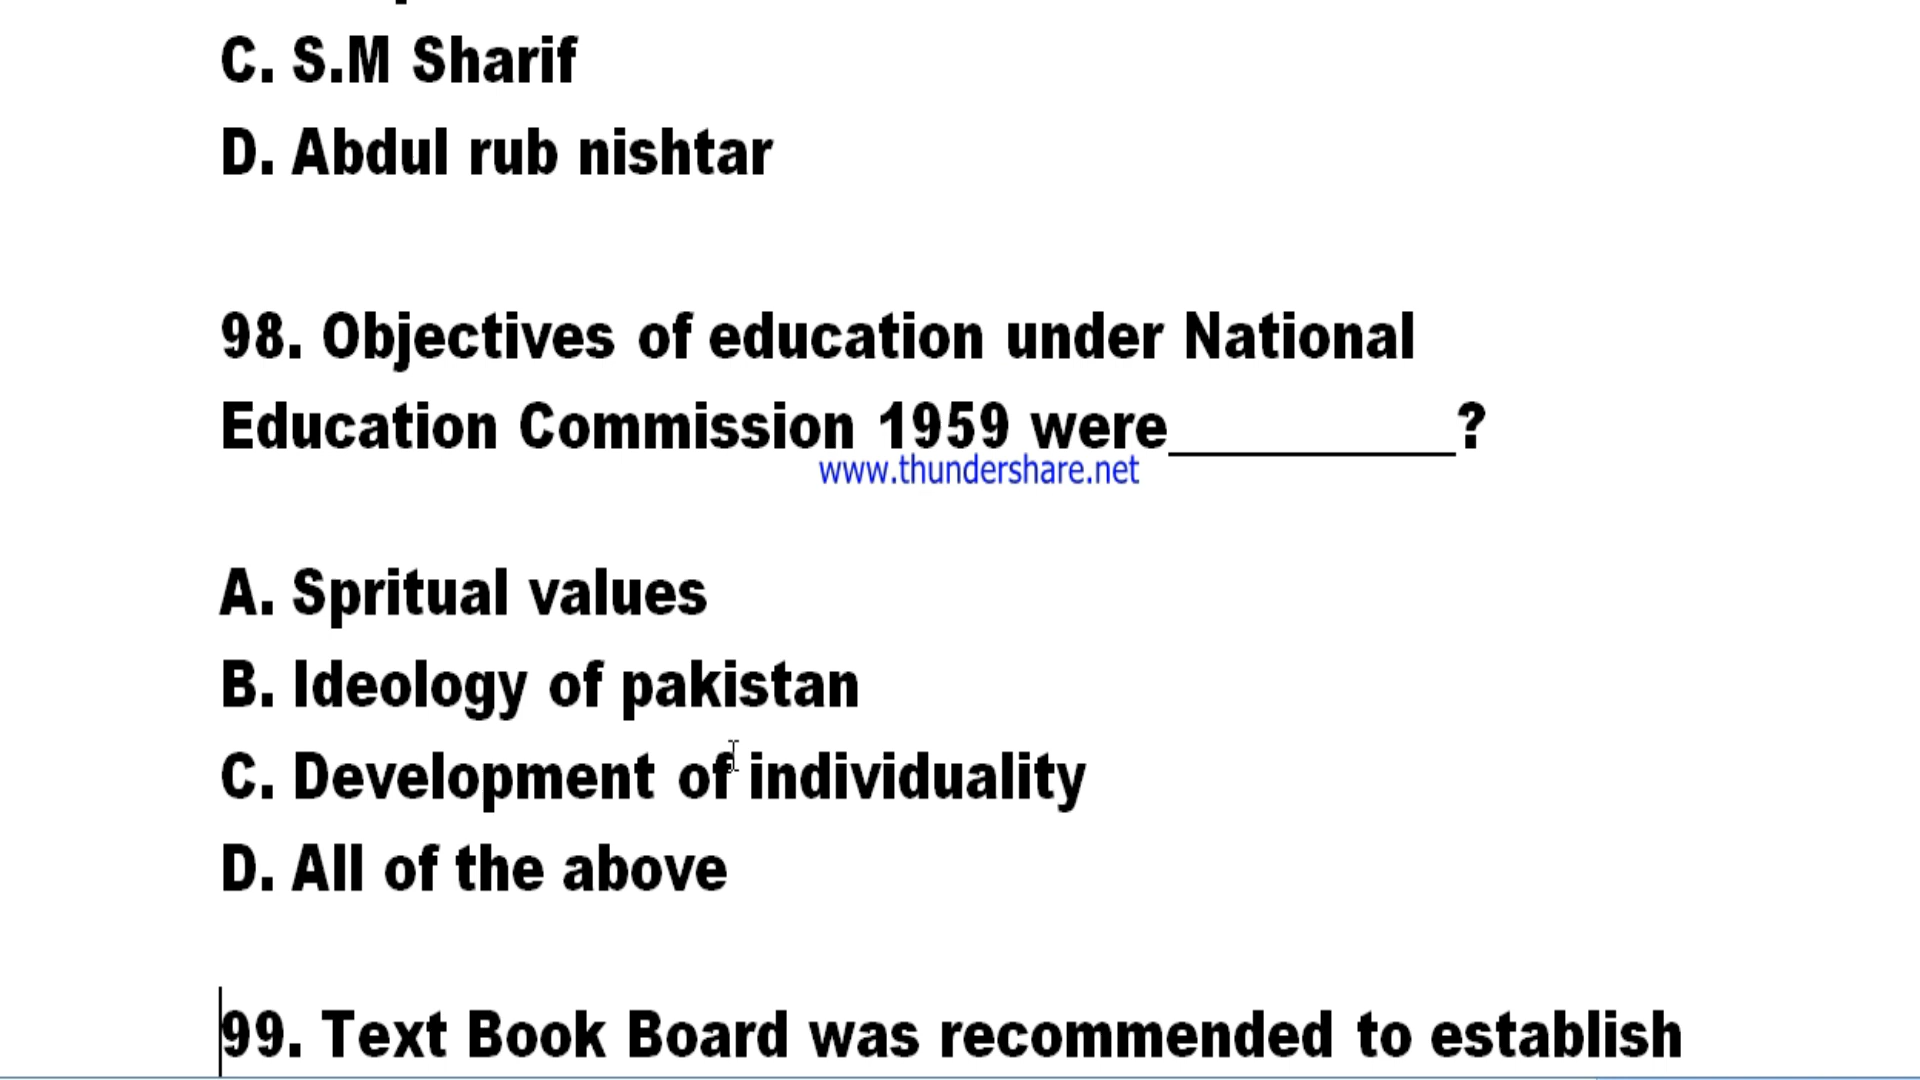 C. S.M Sharif
D. Abdul rub nishtar
98. Objectives of education under National
Education Commission 1959 were__________?
www.thundershare.net
A. Spritual values
B. Ideology of pakistan
C. Development of individuality
D. All of the above
99. Text Book Board was recommended to establish